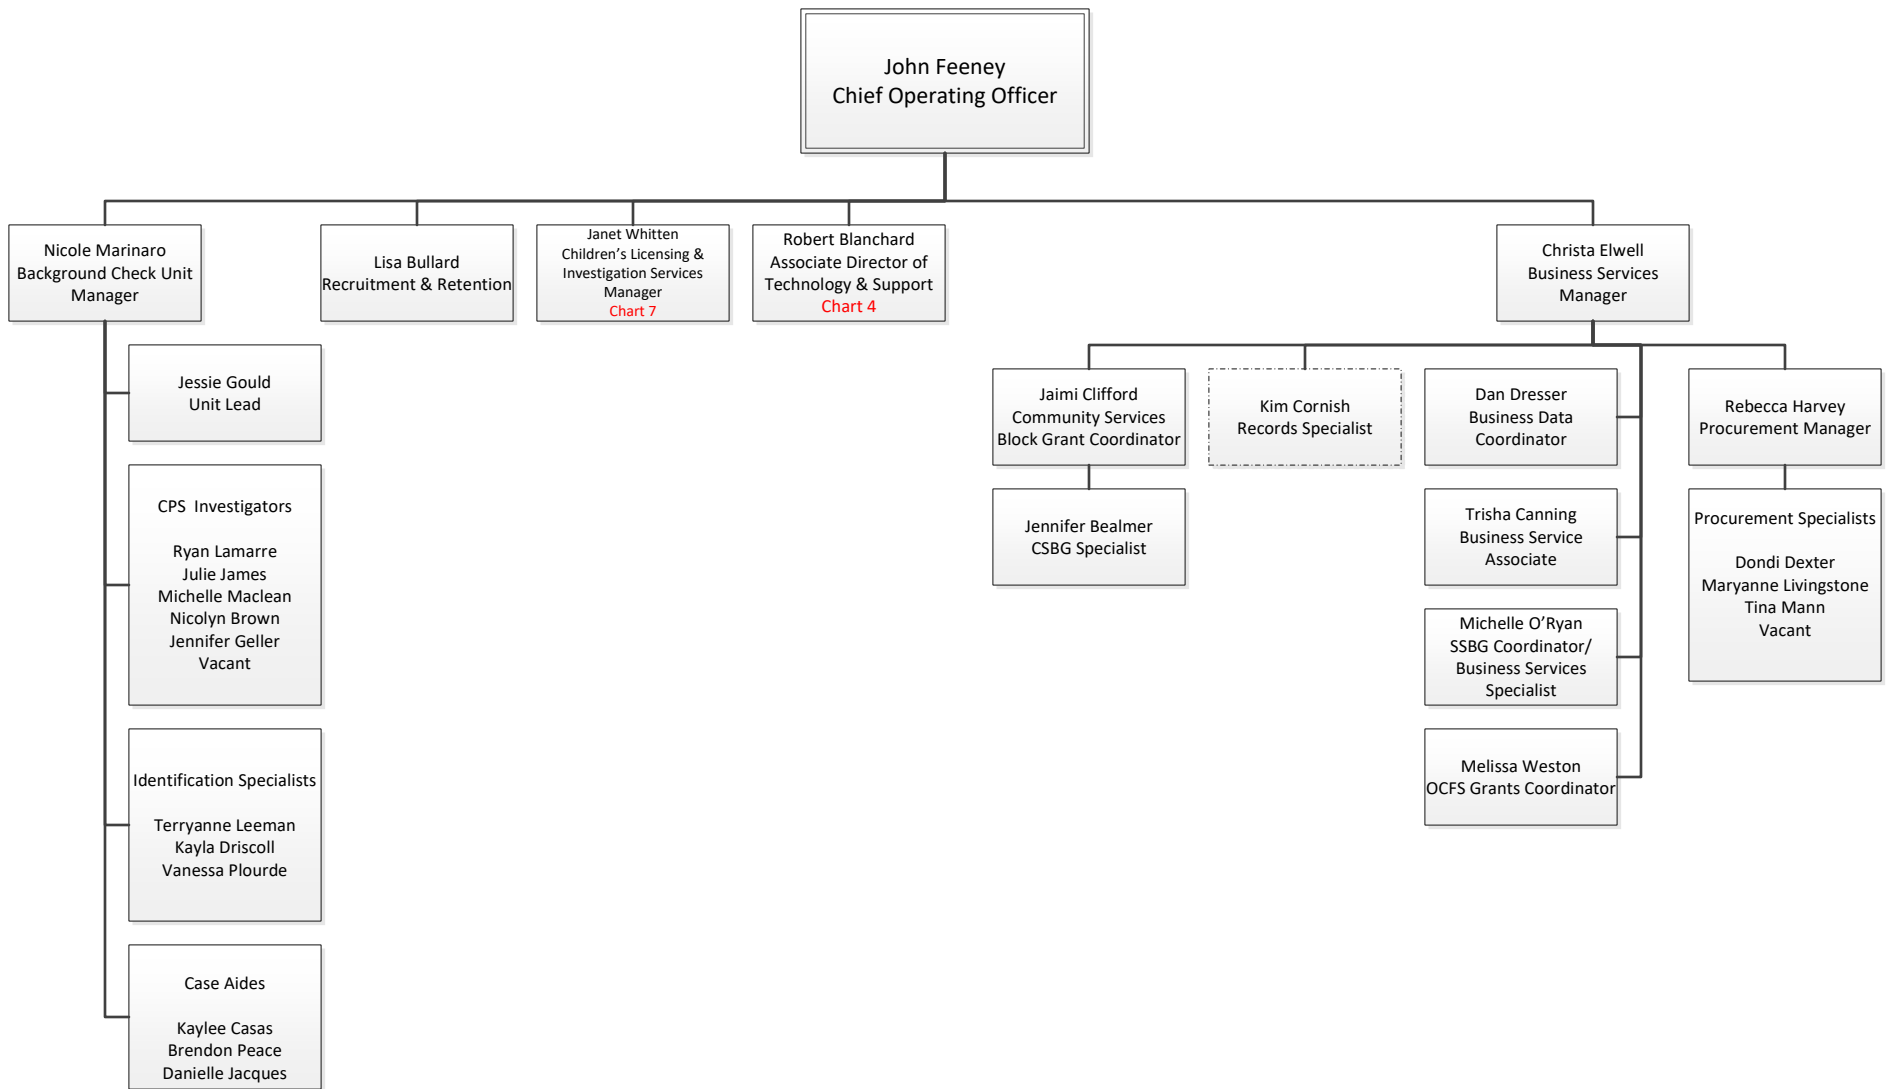 John Feeney
Chief Operating Officer
Nicole Marinaro
Background Check Unit
Manager
Lisa Bullard
Recruitment & Retention
Janet Whitten
Children’s Licensing &
Investigation Services
Manager
Chart 7
Robert Blanchard
Associate Director of
Technology & Support
Chart 4
Christa Elwell
Business Services
Manager
Jessie Gould
Unit Lead
CPS  Investigators
Ryan Lamarre
Julie James
Michelle Maclean
Nicolyn Brown
Jennifer Geller
Vacant
Identification Specialists
Terryanne Leeman
Kayla Driscoll
Vanessa Plourde
Case Aides
Kaylee Casas
Brendon Peace
Danielle Jacques
Jaimi Clifford
Community Services
Block Grant Coordinator
Jennifer Bealmer
CSBG Specialist
Kim Cornish
Records Specialist
Dan Dresser
Business Data
Coordinator
Trisha Canning
Business Service
Associate
Michelle O’Ryan
SSBG Coordinator/
Business Services
Specialist
Melissa Weston
OCFS Grants Coordinator
Rebecca Harvey
Procurement Manager
Procurement Specialists
Dondi Dexter
Maryanne Livingstone
Tina Mann
Vacant